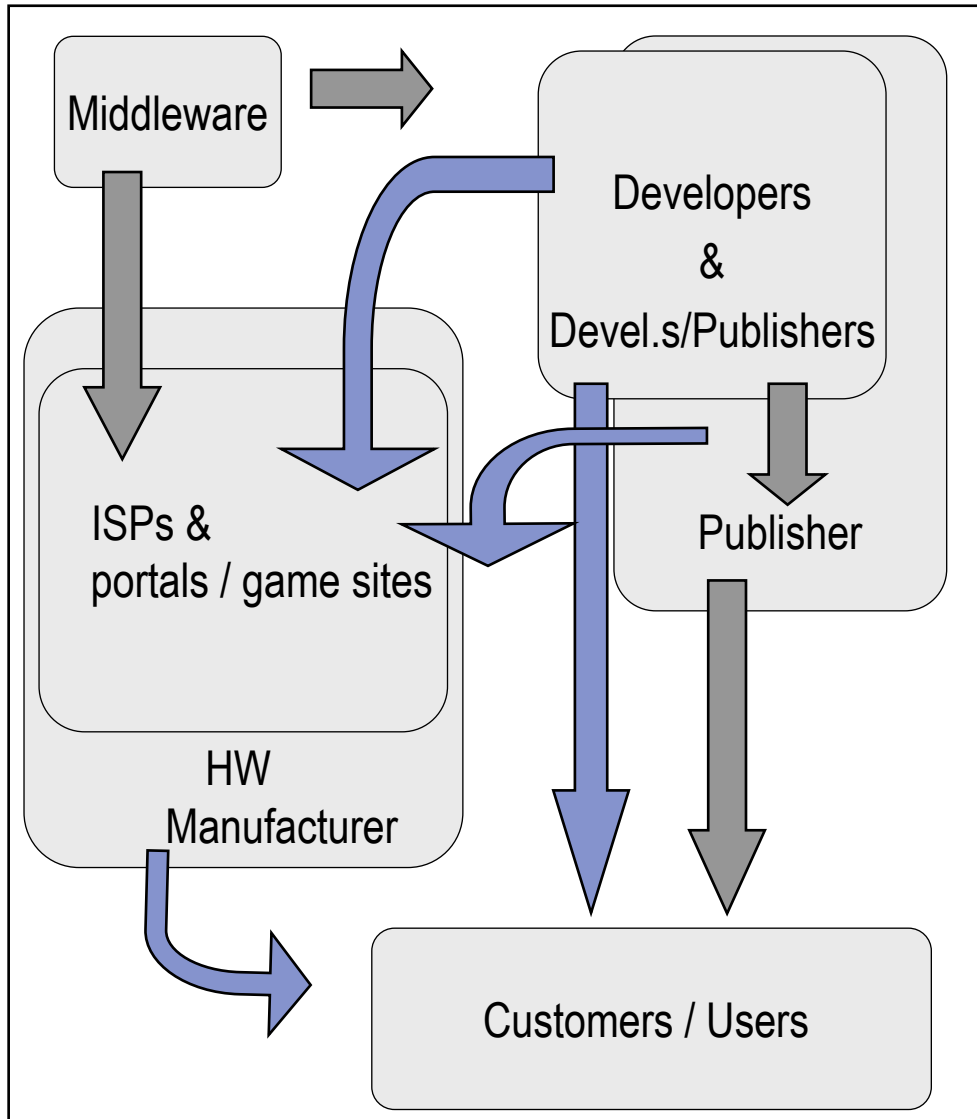 Middleware
Developers
&
Devel.s/Publishers
ISPs &
portals / game sites
Publisher
HW
Manufacturer
Customers / Users